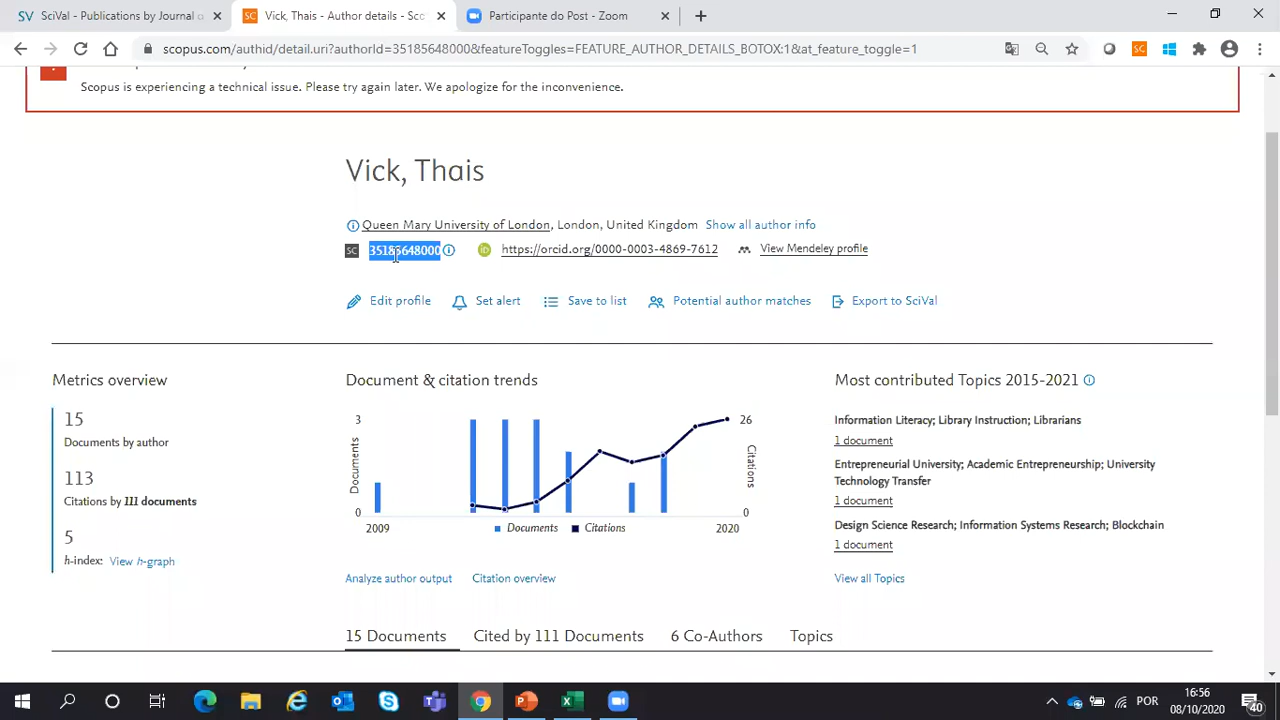 SciVal - Publications by Journal
Vick, Thais - Author details - Sco
Participante do Post - Zoom
scopus.com/authid/detail.uri?authorId=35185648000&featureToggles=FEATURE_AUTHOR_DETAILS_BOTOX:1&at_feature_toggle=1
Scopus is experiencing a technical issue. Please try again later. We apologize for the inconvenience.
Vick, Thais
Queen Mary University of London, London, United Kingdom Show all author info
SC 35185648000 iD https://orcid.org/0000-0003-4869-7612 View Mendeley profile
Edit profile Set alert Save to list Potential author matches Export to SciVal
Metrics overview
15
Documents by author
113
Citations by 111 documents
5
h-index: View h-graph
Document & citation trends
3 26
Documents
Citations
0 0
2009 2020
Documents Citations
Analyze author output Citation overview
Most contributed Topics 2015-2021
Information Literacy; Library Instruction; Librarians
1 document
Entrepreneurial University; Academic Entrepreneurship; University
Technology Transfer
1 document
Design Science Research; Information Systems Research; Blockchain
1 document
View all Topics
15 Documents Cited by 111 Documents 6 Co-Authors Topics
POR
16:56
08/10/2020
40